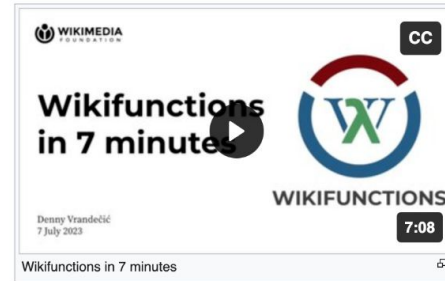 WIKIMEDIA
FOUNDATION
CC
Wikifunctions
in 7 minutes
WIKIFUNCTIONS
Denny Vrandečić
7 July 2023
7:08
Wikifunctions in 7 minutes